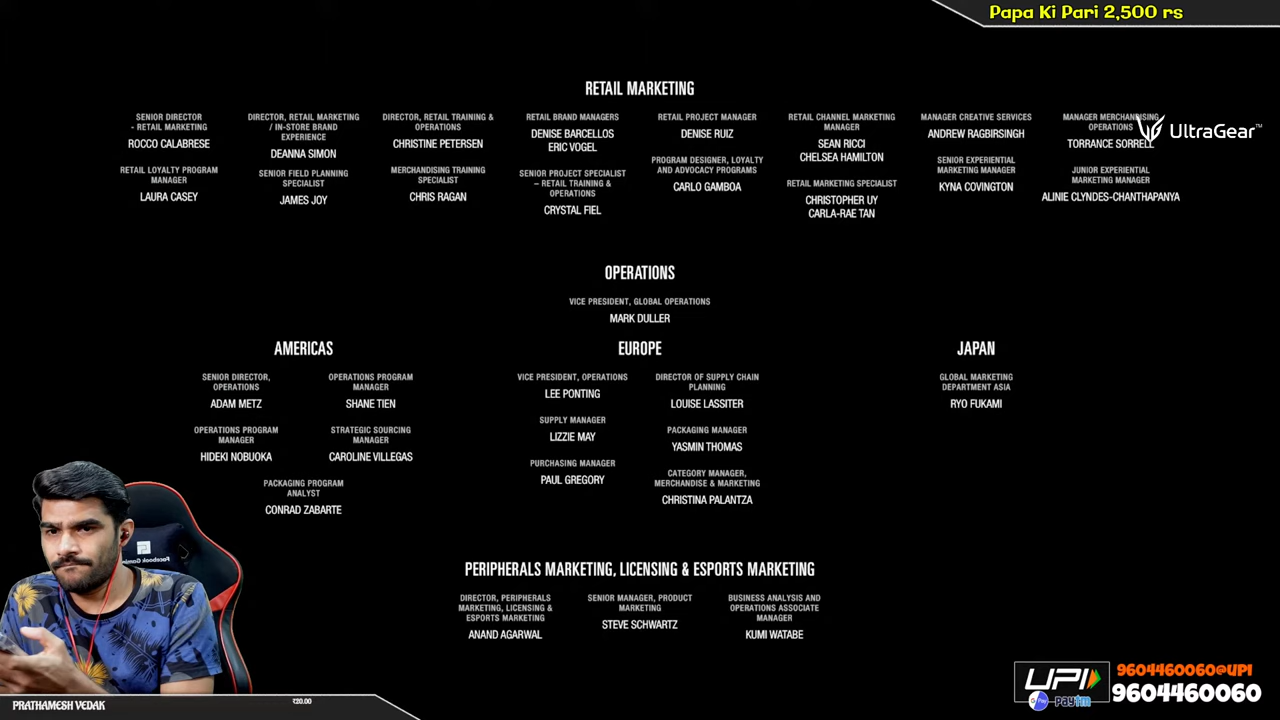 Papa Ki Pari 2,500 rs
RETAIL MARKETING
SENIOR DIRECTOR
- RETAIL MARKETING
ROCCO CALABRESE
RETAIL LOYALTY PROGRAM
MANAGER
LAURA CASEY
DIRECTOR, RETAIL MARKETING
/ IN-STORE BRAND
EXPERIENCE
DEANNA SIMON
SENIOR FIELD PLANNING
SPECIALIST
JAMES JOY
DIRECTOR, RETAIL TRAINING &
OPERATIONS
CHRISTINE PETERSEN
MERCHANDISING TRAINING
SPECIALIST
CHRIS RAGAN
RETAIL BRAND MANAGERS
DENISE BARCELLOS
ERIC VOGEL
SENIOR PROJECT SPECIALIST
– RETAIL TRAINING &
OPERATIONS
CRYSTAL FIEL
RETAIL PROJECT MANAGER
DENISE RUIZ
PROGRAM DESIGNER, LOYALTY
AND ADVOCACY PROGRAMS
CARLO GAMBOA
RETAIL CHANNEL MARKETING
MANAGER
SEAN RICCI
CHELSEA HAMILTON
RETAIL MARKETING SPECIALIST
CHRISTOPHER UY
CARLA-RAE TAN
MANAGER CREATIVE SERVICES
ANDREW RAGBIRSINGH
SENIOR EXPERIENTIAL
MARKETING MANAGER
KYNA COVINGTON
MANAGER MERCHANDISING
OPERATIONS
TORRANCE SORRELL
JUNIOR EXPERIENTIAL
MARKETING MANAGER
ALINIE CLYNDES-CHANTHAPANYA
UltraGear™
OPERATIONS
VICE PRESIDENT, GLOBAL OPERATIONS
MARK DULLER
AMERICAS
SENIOR DIRECTOR,
OPERATIONS
ADAM METZ
OPERATIONS PROGRAM
MANAGER
HIDEKI NOBUOKA
OPERATIONS PROGRAM
MANAGER
SHANE TIEN
STRATEGIC SOURCING
MANAGER
CAROLINE VILLEGAS
PACKAGING PROGRAM
ANALYST
CONRAD ZABARTE
EUROPE
VICE PRESIDENT, OPERATIONS
LEE PONTING
SUPPLY MANAGER
LIZZIE MAY
PURCHASING MANAGER
PAUL GREGORY
DIRECTOR OF SUPPLY CHAIN
PLANNING
LOUISE LASSITER
PACKAGING MANAGER
YASMIN THOMAS
CATEGORY MANAGER,
MERCHANDISE & MARKETING
CHRISTINA PALANTZA
JAPAN
GLOBAL MARKETING
DEPARTMENT ASIA
RYO FUKAMI
PERIPHERALS MARKETING, LICENSING & ESPORTS MARKETING
DIRECTOR, PERIPHERALS
MARKETING, LICENSING &
ESPORTS MARKETING
ANAND AGARWAL
SENIOR MANAGER, PRODUCT
MARKETING
STEVE SCHWARTZ
BUSINESS ANALYSIS AND
OPERATIONS ASSOCIATE
MANAGER
KUMI WATABE
Facebook Gaming
PRATHAMESH VEDAK
₹20.00
UPI
Pay
paytm
9604460060@UPI
9604460060